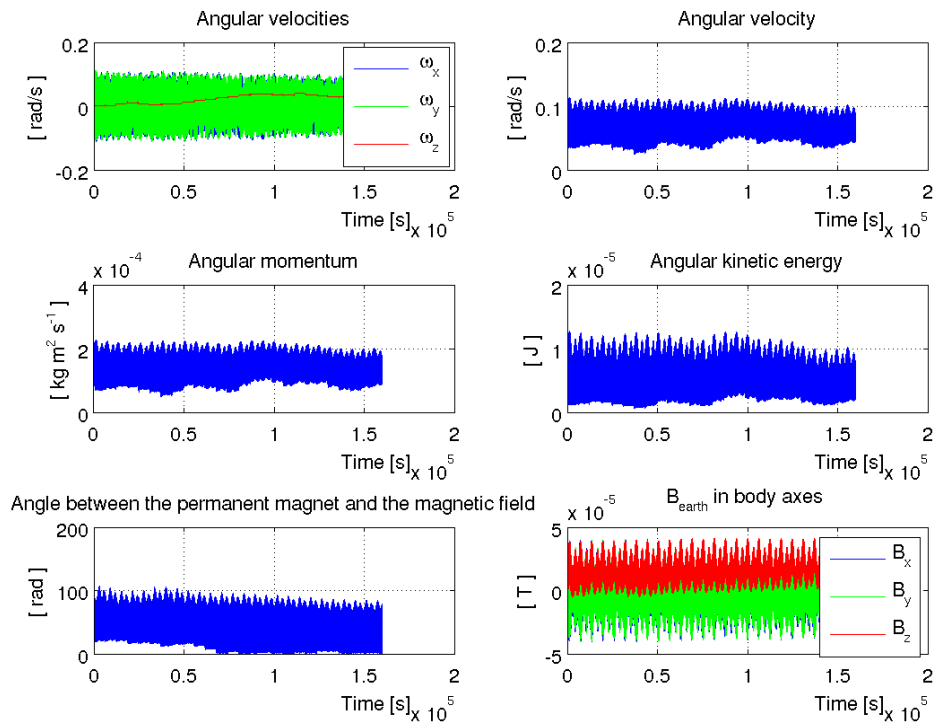 Angular velocities
0.2
0
-0.2
[ rad/s]
ω_x
ω_y
ω_z
0 0.5 1 1.5 2
Time [s] x 10^5
Angular velocity
0.2
0.1
0
[ rad/s]
0 0.5 1 1.5 2
Time [s] x 10^5
x 10^-4 Angular momentum
4
2
0
[ kg m^2 s^-1 ]
0 0.5 1 1.5 2
Time [s] x 10^5
x 10^-5 Angular kinetic energy
2
1
0
[ J ]
0 0.5 1 1.5 2
Time [s] x 10^5
Angle between the permanent magnet and the magnetic field
200
100
0
[ rad]
0 0.5 1 1.5 2
Time [s] x 10^5
x 10^-5 B_earth in body axes
5
0
-5
[ T ]
B_x
B_y
B_z
0 0.5 1 1.5 2
Time [s] x 10^5